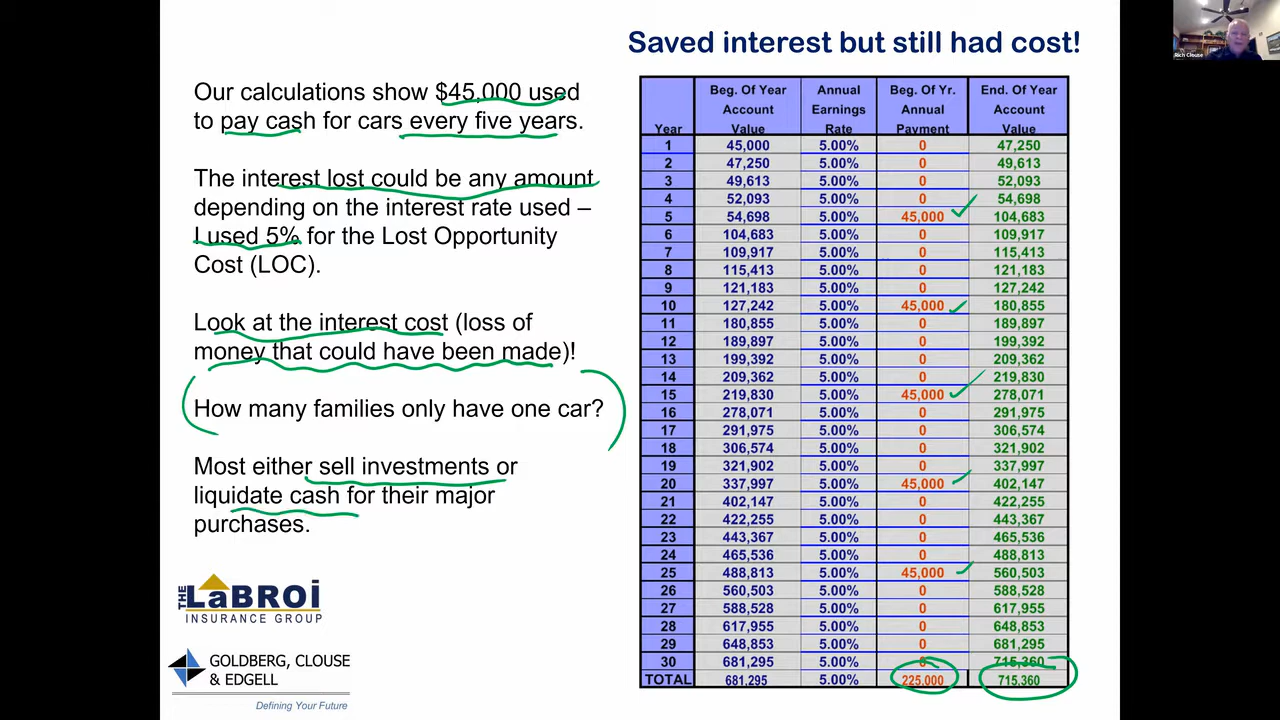 Saved interest but still had cost!
Rich Clouse
Our calculations show $45,000 used
to pay cash for cars every five years.
The interest lost could be any amount
depending on the interest rate used –
I used 5% for the Lost Opportunity
Cost (LOC).
Look at the interest cost (loss of
money that could have been made)!
How many families only have one car?
Most either sell investments or
liquidate cash for their major
purchases.
THE LaBROi
INSURANCE GROUP
GOLDBERG, CLOUSE
& EDGELL
Defining Your Future
Beg. Of Year Annual Beg. Of Yr. End. Of Year
Account Earnings Annual Account
Year Value Rate Payment Value
1 45,000 5.00% 0 47,250
2 47,250 5.00% 0 49,613
3 49,613 5.00% 0 52,093
4 52,093 5.00% 0 54,698
5 54,698 5.00% 45,000 104,683
6 104,683 5.00% 0 109,917
7 109,917 5.00% 0 115,413
8 115,413 5.00% 0 121,183
9 121,183 5.00% 0 127,242
10 127,242 5.00% 45,000 180,855
11 180,855 5.00% 0 189,897
12 189,897 5.00% 0 199,392
13 199,392 5.00% 0 209,362
14 209,362 5.00% 0 219,830
15 219,830 5.00% 45,000 278,071
16 278,071 5.00% 0 291,975
17 291,975 5.00% 0 306,574
18 306,574 5.00% 0 321,902
19 321,902 5.00% 0 337,997
20 337,997 5.00% 45,000 402,147
21 402,147 5.00% 0 422,255
22 422,255 5.00% 0 443,367
23 443,367 5.00% 0 465,536
24 465,536 5.00% 0 488,813
25 488,813 5.00% 45,000 560,503
26 560,503 5.00% 0 588,528
27 588,528 5.00% 0 617,955
28 617,955 5.00% 0 648,853
29 648,853 5.00% 0 681,295
30 681,295 5.00% 0 715,360
TOTAL 681,295 5.00% 225,000 715,360